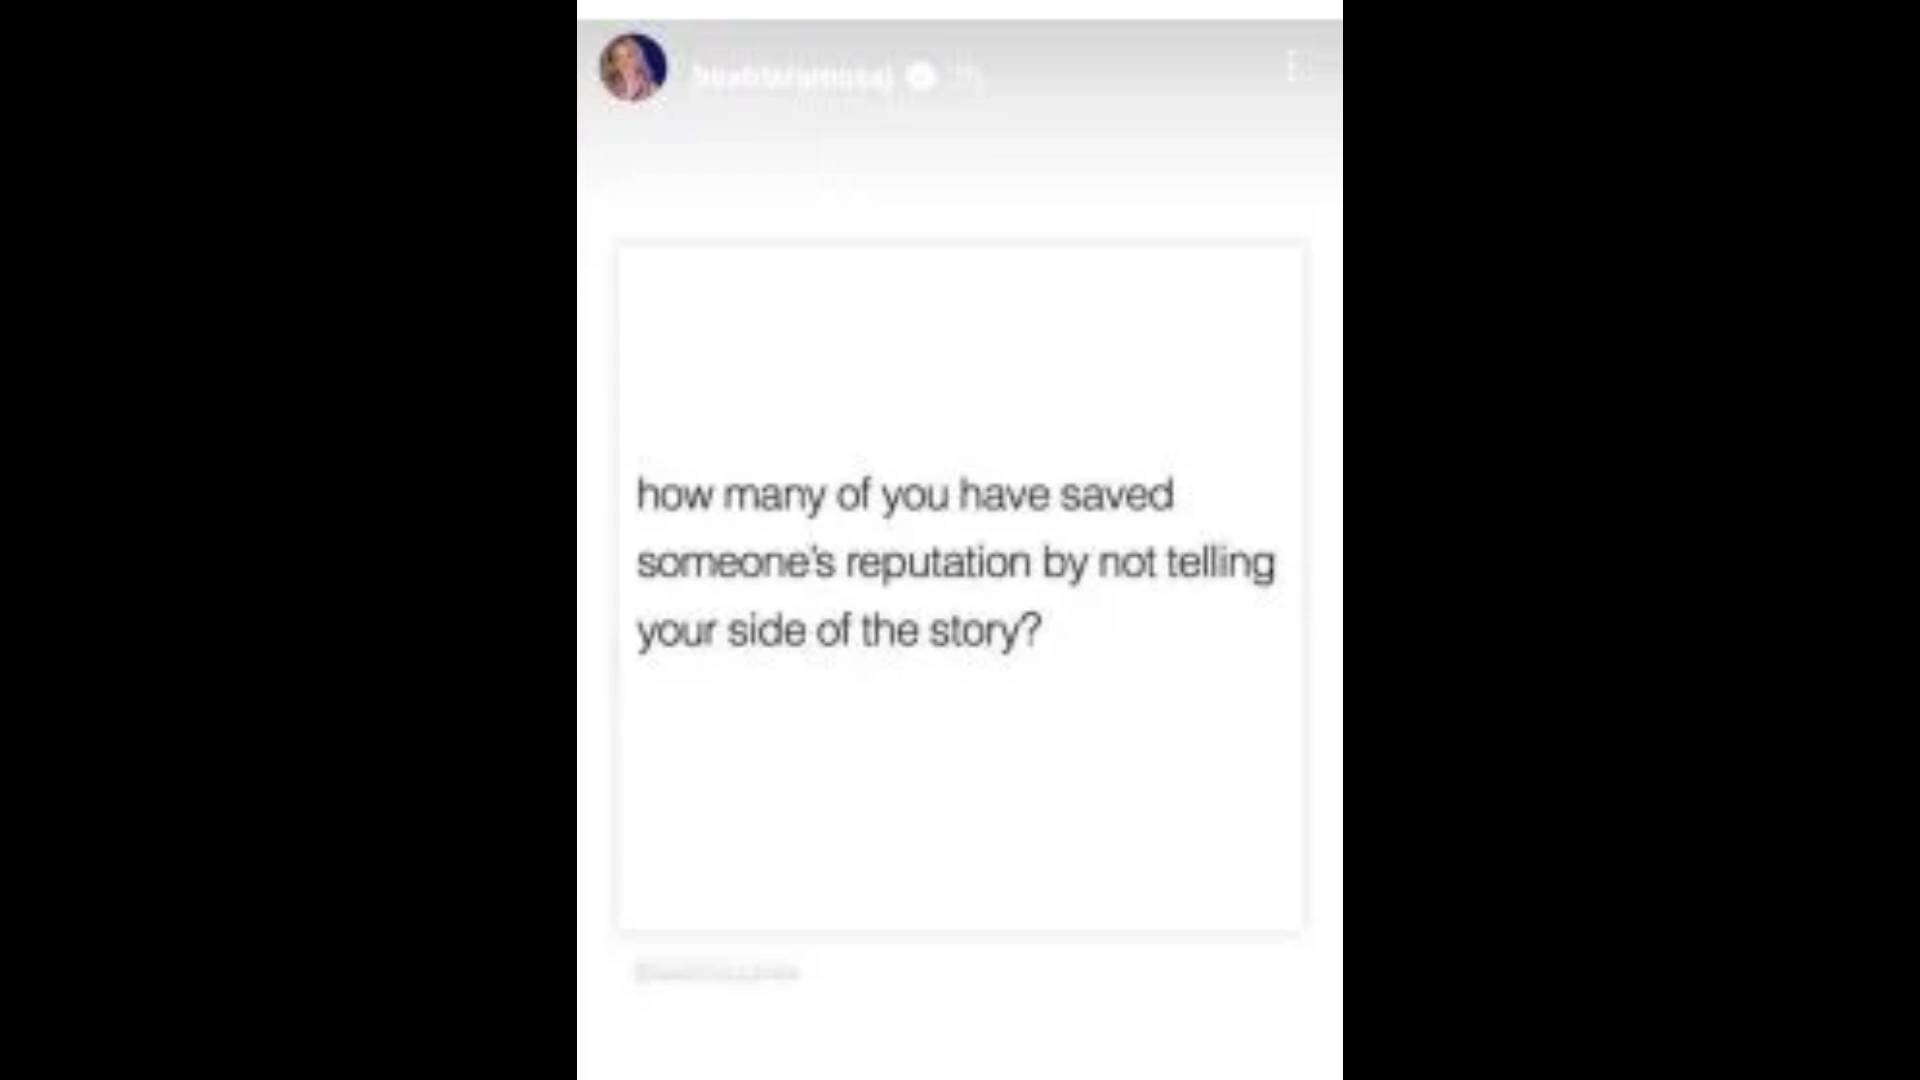 how many of you have saved
someone's reputation by not telling
your side of the story?